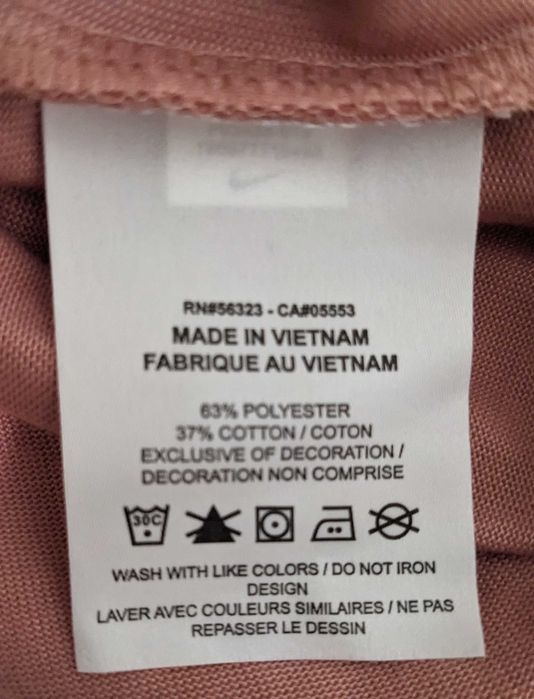 RN#56323 - CA#05553
MADE IN VIETNAM
FABRIQUE AU VIETNAM
63% POLYESTER
37% COTTON / COTON
EXCLUSIVE OF DECORATION /
DECORATION NON COMPRISE
30C
WASH WITH LIKE COLORS / DO NOT IRON
DESIGN
LAVER AVEC COULEURS SIMILAIRES / NE PAS
REPASSER LE DESSIN